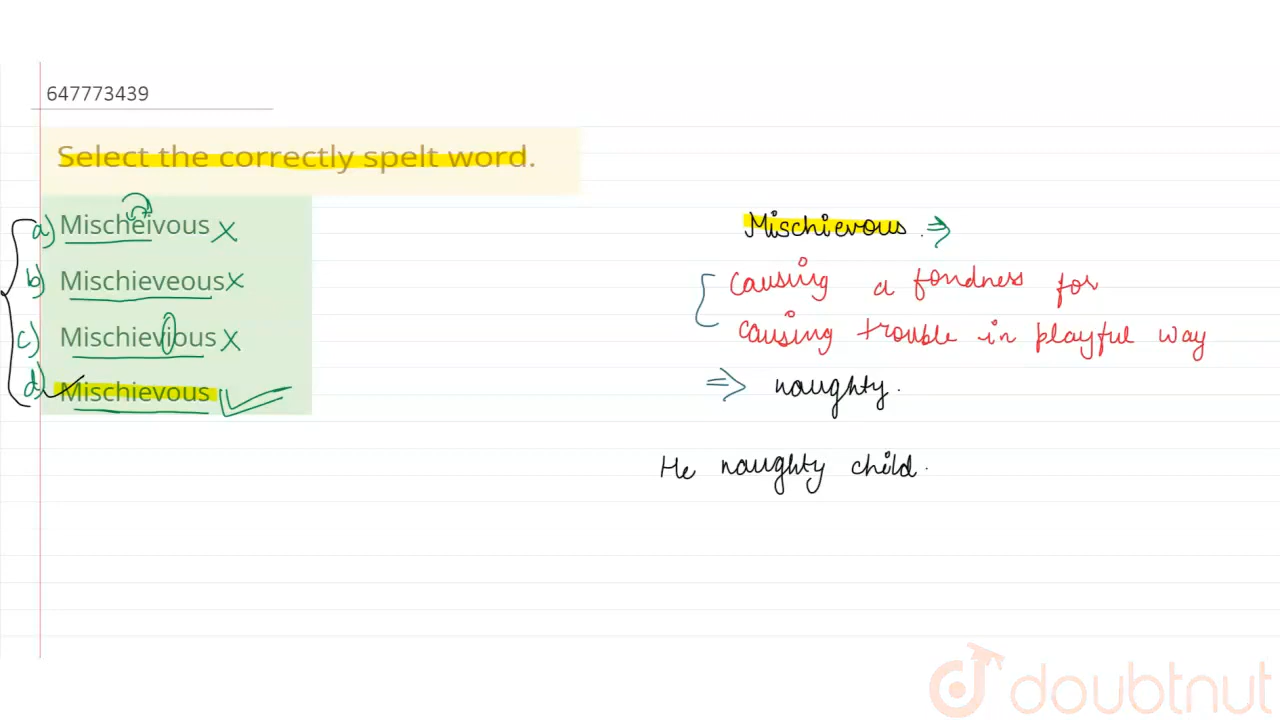 647773439
Select the correctly spelt word.
a) Mischeivous X
b) Mischieveous X
c) Mischievious X
d) Mischievous
Mischievous. ⇒
Causing a fondness for
causing trouble in playful way
⇒ naughty.
He naughty child.
doubtnut